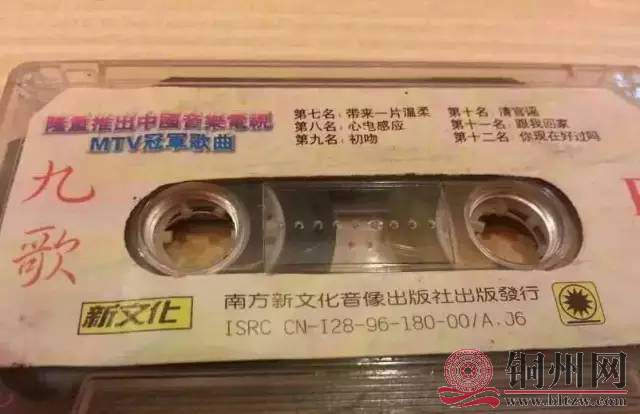 隆重推出中國音樂電視
MTV冠軍歌曲
第七名：带来一片温柔
第八名：心电感应
第九名：初吻
第十名 清官谣
第十一名：跟我回家
第十二名：你现在好过吗
九歌
新文化
南方新文化音像出版社出版發行
ISRC CN-I28-96-180-00/A.J6
铜州网
www.hltzw.com